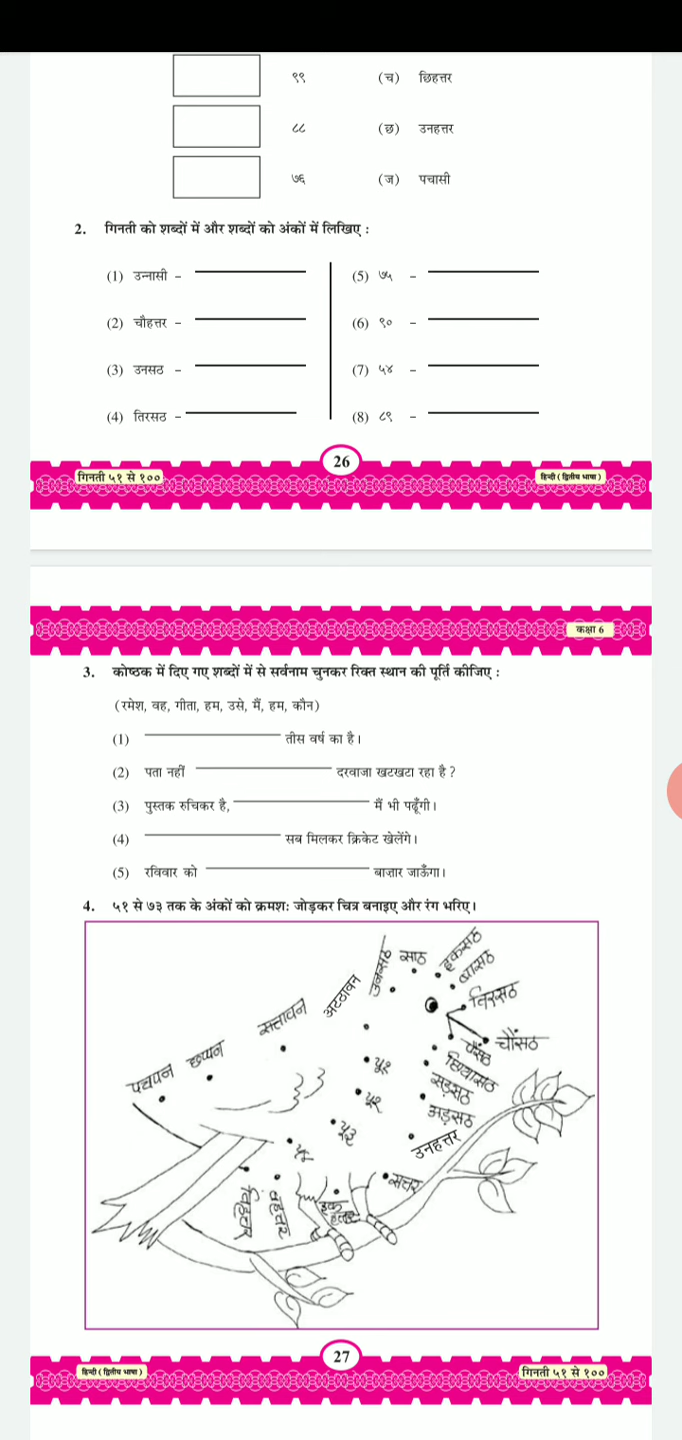 ९९ (च) छिहत्तर
८८ (छ) उनहत्तर
७६ (ज) पचासी
2. गिनती को शब्दों में और शब्दों को अंकों में लिखिए :
(1) उन्नासी - (5) ७५ -
(2) चौहत्तर - (6) ९० -
(3) उनसठ - (7) ५४ -
(4) तिरसठ - (8) ८९ -
26
गिनती ५१ से १०० हिन्दी ( द्वितीय भाषा )
कक्षा 6
3. कोष्ठक में दिए गए शब्दों में से सर्वनाम चुनकर रिक्त स्थान की पूर्ति कीजिए :
(रमेश, वह, गीता, हम, उसे, मैं, हम, कौन)
(1) तीस वर्ष का है।
(2) पता नहीं दरवाजा खटखटा रहा है ?
(3) पुस्तक रुचिकर है, मैं भी पढ़ूँगी।
(4) सब मिलकर क्रिकेट खेलेंगे।
(5) रविवार को बाज़ार जाऊँगा।
4. ५१ से ७३ तक के अंकों को क्रमशः जोड़कर चित्र बनाइए और रंग भरिए।
इकसठ
उनसठ साठ बासठ
अट्ठावन तिरसठ
सत्तावन
चौंसठ
पचपन छप्पन ५१ पैंसठ
छियासठ
५२ सड़सठ
५३ अड़सठ
५४ उनहत्तर
सत्तर
तिहत्तर
27
हिन्दी ( द्वितीय भाषा ) गिनती ५१ से १००